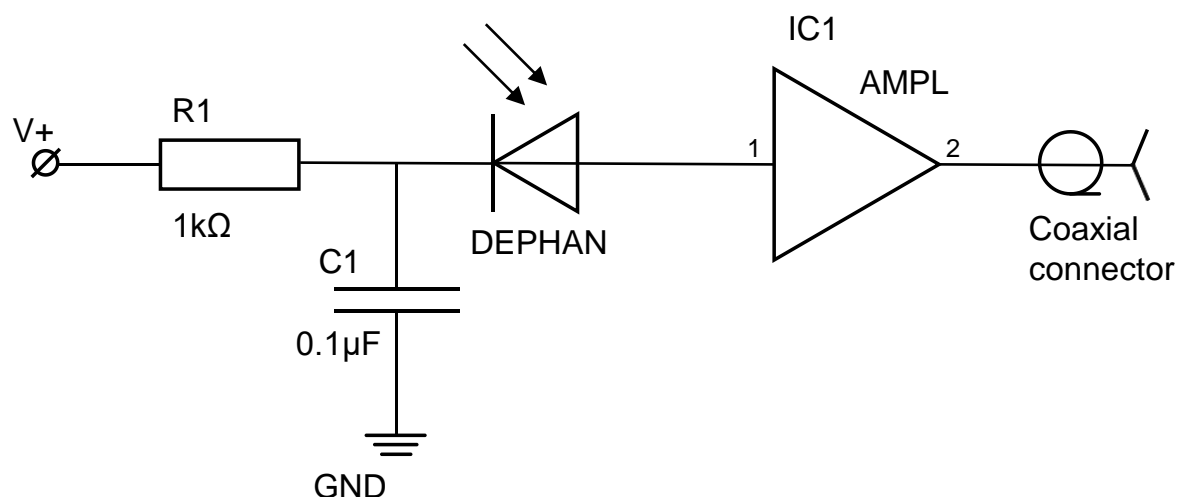 IC1
AMPL
R1
V+
1
2
1kΩ
DEPHAN
Coaxial
connector
C1
0.1µF
GND